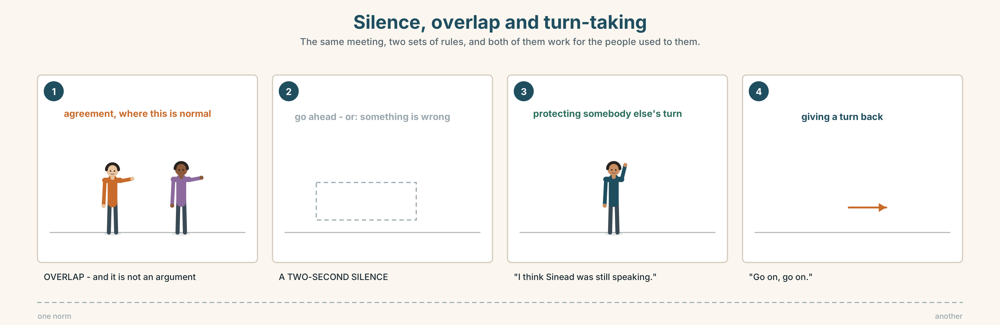 Silence, overlap and turn-taking
The same meeting, two sets of rules, and both of them work for the people used to them.
1
agreement, where this is normal
OVERLAP - and it is not an argument
2
go ahead - or: something is wrong
A TWO-SECOND SILENCE
3
protecting somebody else's turn
"I think Sinead was still speaking."
4
giving a turn back
"Go on, go on."
one norm
another